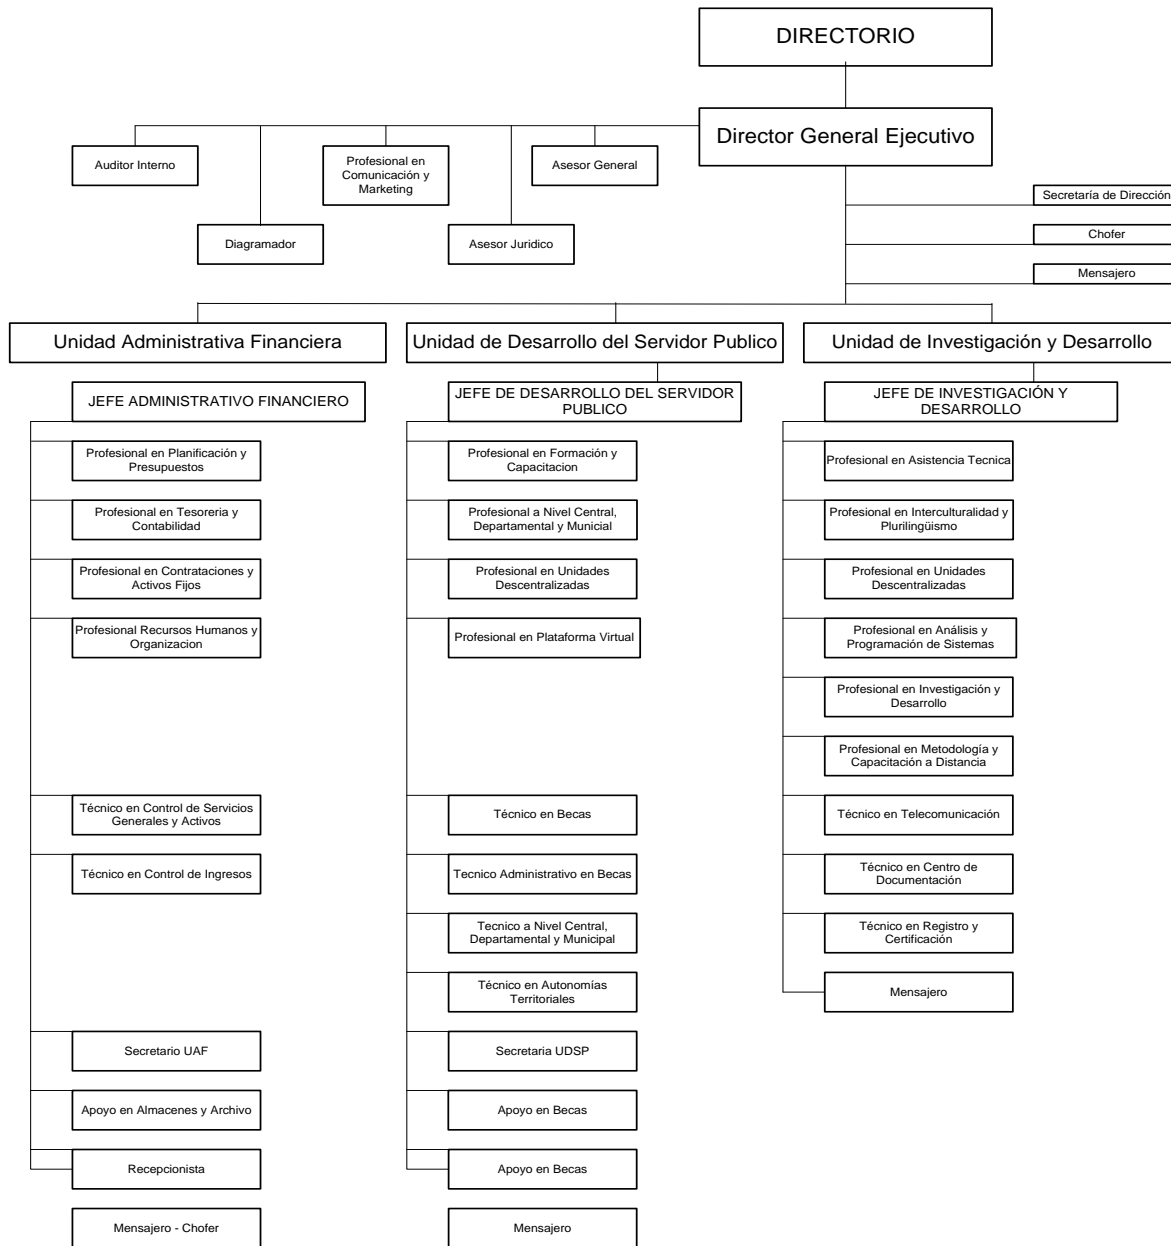 DIRECTORIO
Director General Ejecutivo
Auditor Interno
Profesional en
Comunicación y
Marketing
Asesor General
Diagramador
Asesor Juridico
Secretaría de Dirección
Chofer
Mensajero
Unidad Administrativa Financiera
Unidad de Desarrollo del Servidor Publico
Unidad de Investigación y Desarrollo
JEFE ADMINISTRATIVO FINANCIERO
Profesional en Planificación y
Presupuestos
Profesional en Tesoreria y
Contabilidad
Profesional en Contrataciones y
Activos Fijos
Profesional Recursos Humanos y
Organizacion
Técnico en Control de Servicios
Generales y Activos
Técnico en Control de Ingresos
Secretario UAF
Apoyo en Almacenes y Archivo
Recepcionista
Mensajero - Chofer
JEFE DE DESARROLLO DEL SERVIDOR
PUBLICO
Profesional en Formación y
Capacitacion
Profesional a Nivel Central,
Departamental y Municial
Profesional en Unidades
Descentralizadas
Profesional en Plataforma Virtual
Técnico en Becas
Tecnico Administrativo en Becas
Tecnico a Nivel Central,
Departamental y Municipal
Técnico en Autonomías
Territoriales
Secretaria UDSP
Apoyo en Becas
Apoyo en Becas
Mensajero
JEFE DE INVESTIGACIÓN Y
DESARROLLO
Profesional en Asistencia Tecnica
Profesional en Interculturalidad y
Plurilingüismo
Profesional en Unidades
Descentralizadas
Profesional en Análisis y
Programación de Sistemas
Profesional en Investigación y
Desarrollo
Profesional en Metodología y
Capacitación a Distancia
Técnico en Telecomunicación
Técnico en Centro de
Documentación
Técnico en Registro y
Certificación
Mensajero